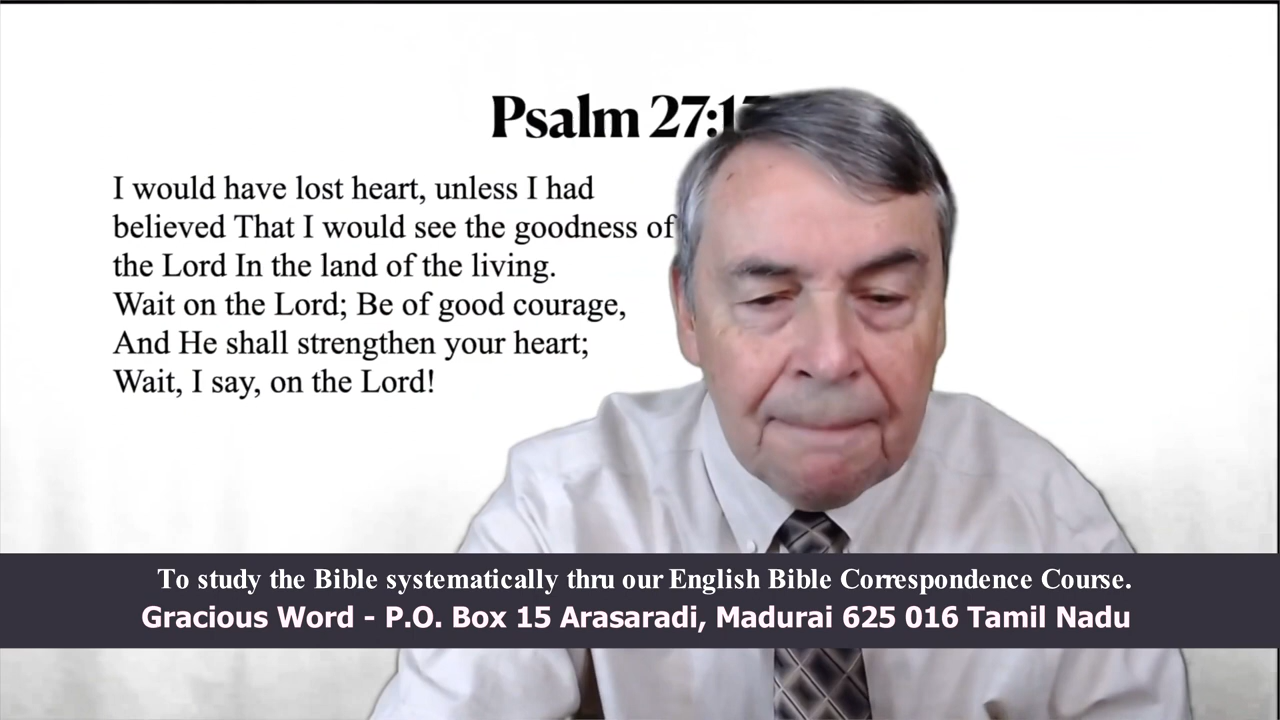 Psalm 27:1
I would have lost heart, unless I had
believed That I would see the goodness of
the Lord In the land of the living.
Wait on the Lord; Be of good courage,
And He shall strengthen your heart;
Wait, I say, on the Lord!
To study the Bible systematically thru our English Bible Correspondence Course.
Gracious Word - P.O. Box 15 Arasaradi, Madurai 625 016 Tamil Nadu